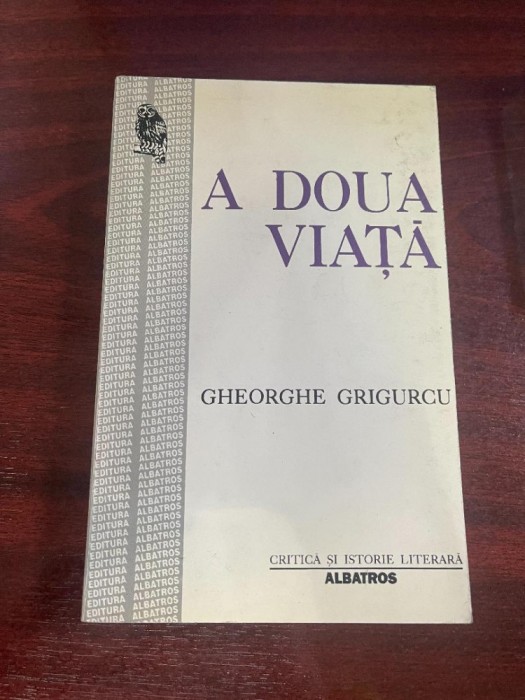 A DOUA
VIAȚĂ
GHEORGHE GRIGURCU
CRITICĂ ȘI ISTORIE LITERARĂ
ALBATROS
EDITURA ALBATROS